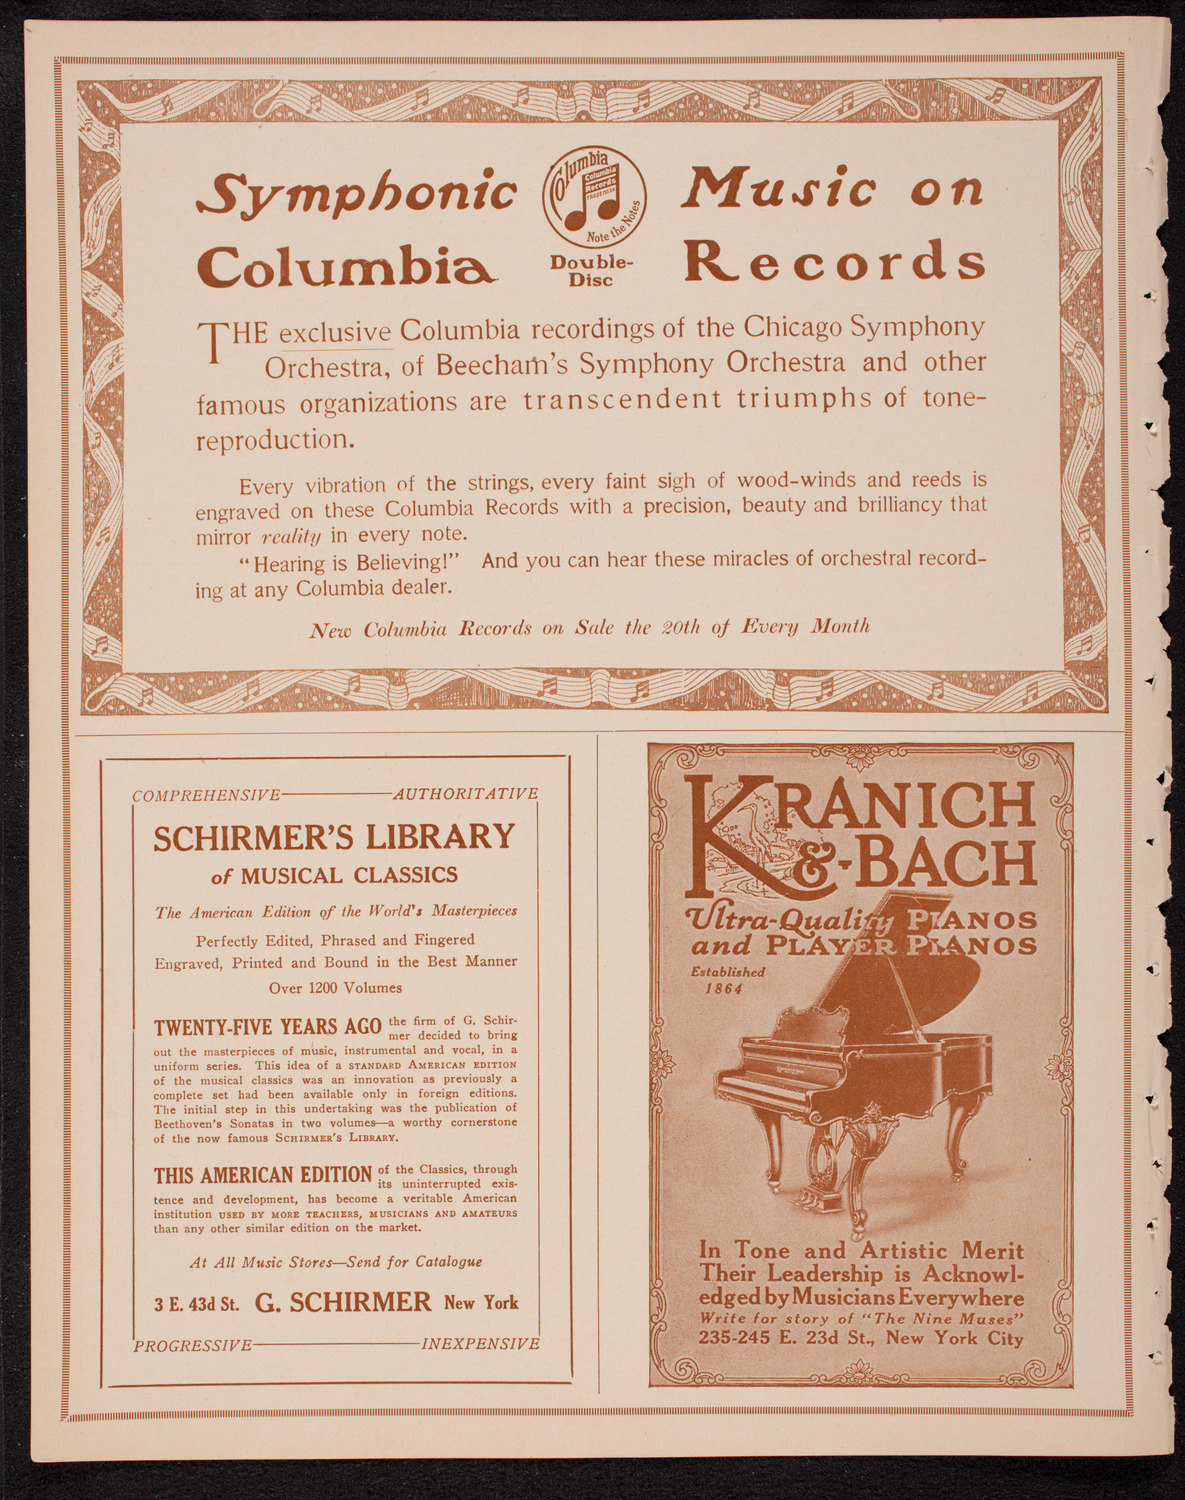 Symphonic Music on
Columbia Double-Disc Records
Columbia
Columbia
Records
TRADE MARK
Note the Notes
THE exclusive Columbia recordings of the Chicago Symphony
Orchestra, of Beecham's Symphony Orchestra and other
famous organizations are transcendent triumphs of tone-
reproduction.
Every vibration of the strings, every faint sigh of wood-winds and reeds is
engraved on these Columbia Records with a precision, beauty and brilliancy that
mirror reality in every note.
"Hearing is Believing!" And you can hear these miracles of orchestral record-
ing at any Columbia dealer.
New Columbia Records on Sale the 20th of Every Month
COMPREHENSIVE—AUTHORITATIVE
SCHIRMER'S LIBRARY
of MUSICAL CLASSICS
The American Edition of the World's Masterpieces
Perfectly Edited, Phrased and Fingered
Engraved, Printed and Bound in the Best Manner
Over 1200 Volumes
TWENTY-FIVE YEARS AGO the firm of G. Schir-
mer decided to bring
out the masterpieces of music, instrumental and vocal, in a
uniform series. This idea of a STANDARD AMERICAN EDITION
of the musical classics was an innovation as previously a
complete set had been available only in foreign editions.
The initial step in this undertaking was the publication of
Beethoven's Sonatas in two volumes—a worthy cornerstone
of the now famous SCHIRMER'S LIBRARY.
THIS AMERICAN EDITION of the Classics, through
its uninterrupted exis-
tence and development, has become a veritable American
institution USED BY MORE TEACHERS, MUSICIANS AND AMATEURS
than any other similar edition on the market.
At All Music Stores—Send for Catalogue
3 E. 43d St. G. SCHIRMER New York
PROGRESSIVE—INEXPENSIVE
KRANICH
&-BACH
Ultra-Quality PIANOS
and PLAYER PIANOS
Established
1864
In Tone and Artistic Merit
Their Leadership is Acknowl-
edged by Musicians Everywhere
Write for story of "The Nine Muses"
235-245 E. 23d St., New York City